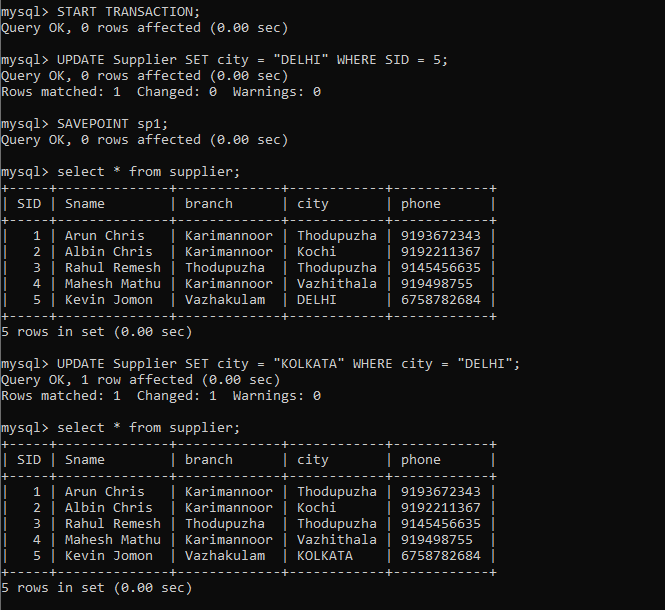 mysql> START TRANSACTION;
Query OK, 0 rows affected (0.00 sec)

mysql> UPDATE Supplier SET city = "DELHI" WHERE SID = 5;
Query OK, 0 rows affected (0.00 sec)
Rows matched: 1  Changed: 0  Warnings: 0

mysql> SAVEPOINT sp1;
Query OK, 0 rows affected (0.00 sec)

mysql> select * from supplier;
+-----+--------------+-------------+------------+------------+
| SID | Sname        | branch      | city       | phone      |
+-----+--------------+-------------+------------+------------+
|   1 | Arun Chris   | Karimannoor | Thodupuzha | 9193672343 |
|   2 | Albin Chris  | Karimannoor | Kochi      | 9192211367 |
|   3 | Rahul Remesh | Thodupuzha  | Thodupuzha | 9145456635 |
|   4 | Mahesh Mathu | Karimannoor | Vazhithala | 919498755  |
|   5 | Kevin Jomon  | Vazhakulam  | DELHI      | 6758782684 |
+-----+--------------+-------------+------------+------------+
5 rows in set (0.00 sec)

mysql> UPDATE Supplier SET city = "KOLKATA" WHERE city = "DELHI";
Query OK, 1 row affected (0.00 sec)
Rows matched: 1  Changed: 1  Warnings: 0

mysql> select * from supplier;
+-----+--------------+-------------+------------+------------+
| SID | Sname        | branch      | city       | phone      |
+-----+--------------+-------------+------------+------------+
|   1 | Arun Chris   | Karimannoor | Thodupuzha | 9193672343 |
|   2 | Albin Chris  | Karimannoor | Kochi      | 9192211367 |
|   3 | Rahul Remesh | Thodupuzha  | Thodupuzha | 9145456635 |
|   4 | Mahesh Mathu | Karimannoor | Vazhithala | 919498755  |
|   5 | Kevin Jomon  | Vazhakulam  | KOLKATA    | 6758782684 |
+-----+--------------+-------------+------------+------------+
5 rows in set (0.00 sec)